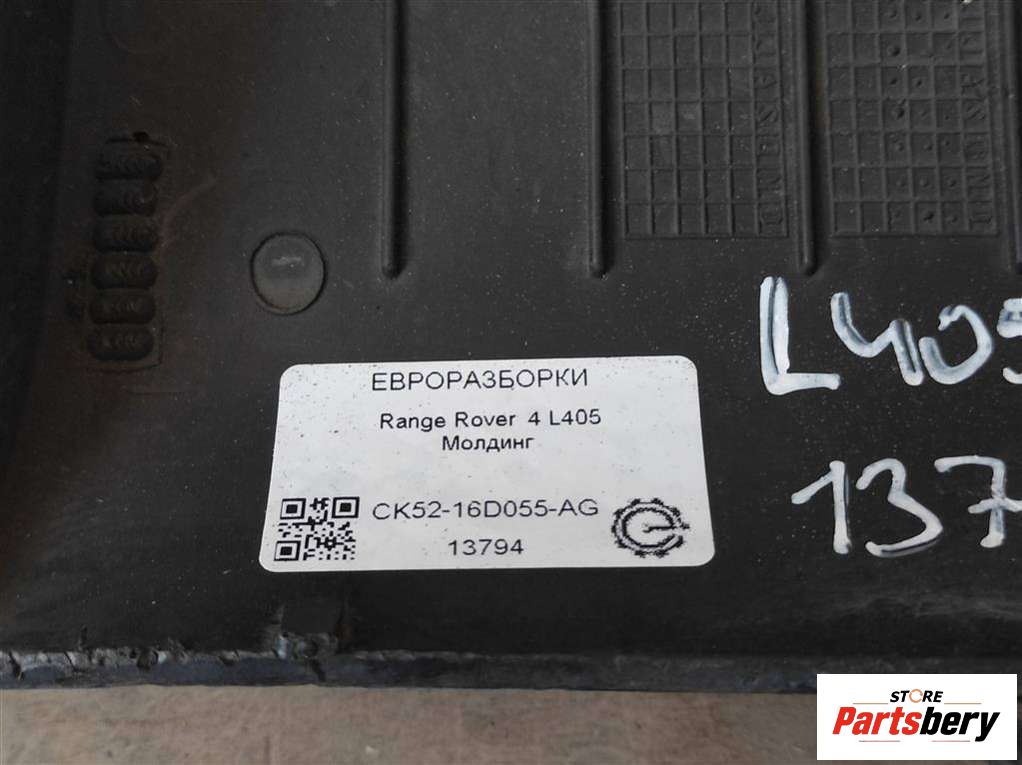 L405
137
ЕВРОРАЗБОРКИ
Range Rover 4 L405
Молдинг
CK52-16D055-AG
13794
STORE
Partsbery